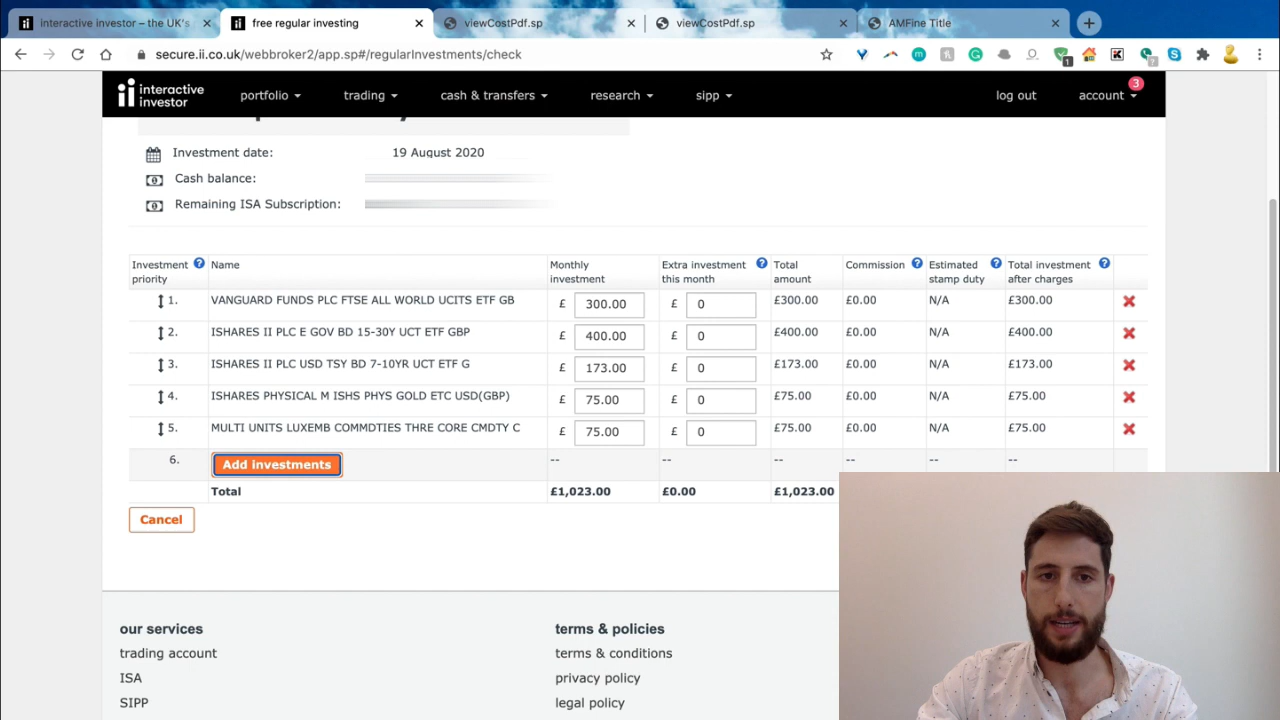 interactive investor – the UK's
free regular investing
viewCostPdf.sp
viewCostPdf.sp
AMFine Title
secure.ii.co.uk/webbroker2/app.sp#/regularInvestments/check
interactive investor
portfolio
trading
cash & transfers
research
sipp
log out
account
3
Investment date: 19 August 2020
Cash balance:
Remaining ISA Subscription:
Investment priority Name Monthly investment Extra investment this month Total amount Commission Estimated stamp duty Total investment after charges
1. VANGUARD FUNDS PLC FTSE ALL WORLD UCITS ETF GB £ 300.00 £ 0 £300.00 £0.00 N/A £300.00
2. ISHARES II PLC E GOV BD 15-30Y UCT ETF GBP £ 400.00 £ 0 £400.00 £0.00 N/A £400.00
3. ISHARES II PLC USD TSY BD 7-10YR UCT ETF G £ 173.00 £ 0 £173.00 £0.00 N/A £173.00
4. ISHARES PHYSICAL M ISHS PHYS GOLD ETC USD(GBP) £ 75.00 £ 0 £75.00 £0.00 N/A £75.00
5. MULTI UNITS LUXEMB COMMDTIES THRE CORE CMDTY C £ 75.00 £ 0 £75.00 £0.00 N/A £75.00
6. Add investments -- -- -- -- -- --
Total £1,023.00 £0.00 £1,023.00
Cancel
our services
trading account
ISA
SIPP
terms & policies
terms & conditions
privacy policy
legal policy